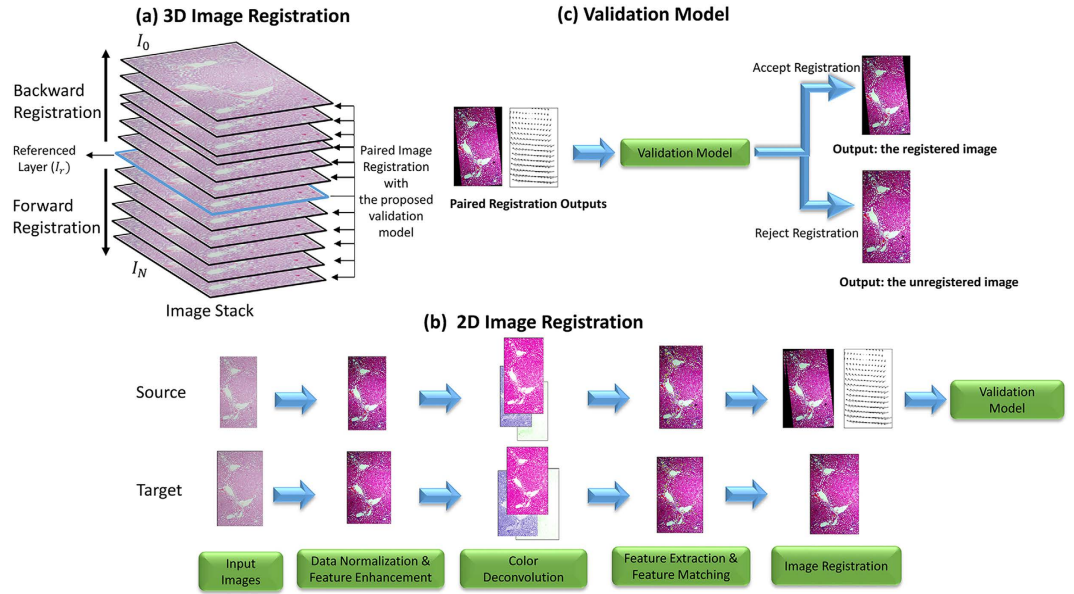 (a) 3D Image Registration
I_0
Backward
Registration
Referenced
Layer (I_r)
Forward
Registration
I_N
Image Stack
Paired Image
Registration
with
the proposed
validation
model
(c) Validation Model
Paired Registration Outputs
Validation Model
Accept Registration
Output: the registered image
Reject Registration
Output: the unregistered image
(b) 2D Image Registration
Source
Validation
Model
Target
Input
Images
Data Normalization &
Feature Enhancement
Color
Deconvolution
Feature Extraction &
Feature Matching
Image Registration